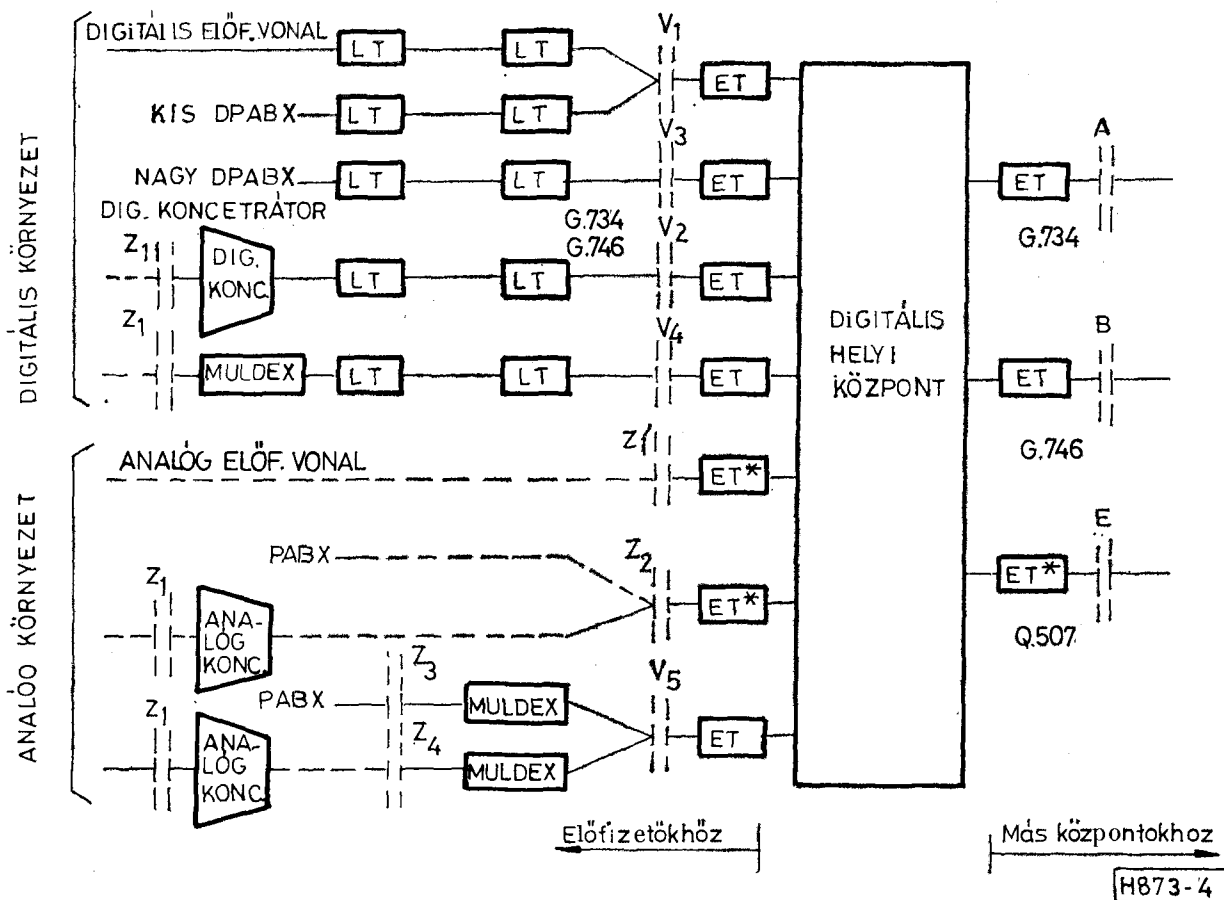 DIGITÁLIS KÖRNYEZET
DIGITÁLIS ELŐF. VONAL
LT
LT
V1
ET
KIS DPABX
LT
LT
NAGY DPABX
LT
LT
V3
ET
DIG. KONCETRÁTOR
G.734
G.746
Z1
DIG.
KONC.
LT
LT
V2
ET
Z1
MULDEX
LT
LT
V4
ET
ANALÓO KÖRNYEZET
ANALÓG ELŐF. VONAL
Z1
ET*
PABX
Z1
ANA-
LÓG
KONC.
Z2
ET*
PABX
Z3
MULDEX
V5
ET
Z1
ANA-
LÓG
KONC.
Z4
MULDEX
DIGITÁLIS
HELYI
KÖZPONT
A
ET
G.734
B
ET
G.746
E
ET*
Q.507
Előfizetőkhöz
Más központokhoz
H873-4